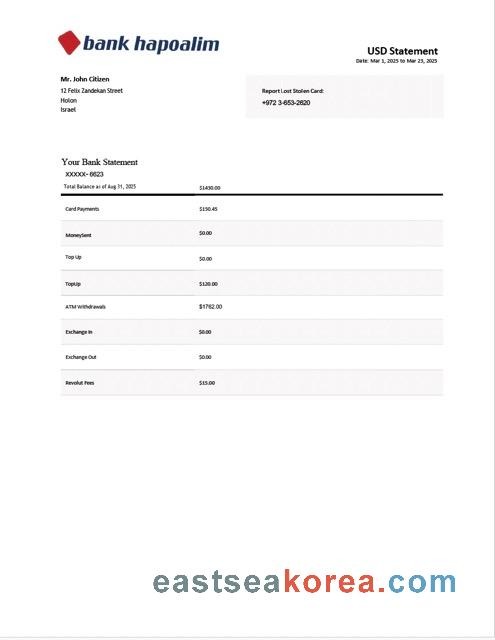 bank hapoalim
USD Statement
Date: Mar 1, 2025 to Mar 23, 2025
Mr. John Citizen
12 Felix Zandekan Street
Holon
Israel
Report Lost Stolen Card:
+972 3-653-2620
Your Bank Statement
XXXXX- 6623
Total Balance as of Aug 31, 2025 $1430.00
Card Payments $150.45
MoneySent $0.00
Top Up $0.00
TopUp $120.00
ATM Withdrawals $1762.00
Exchange In $0.00
Exchange Out $0.00
Revolut Fees $15.00
eastseakorea.com